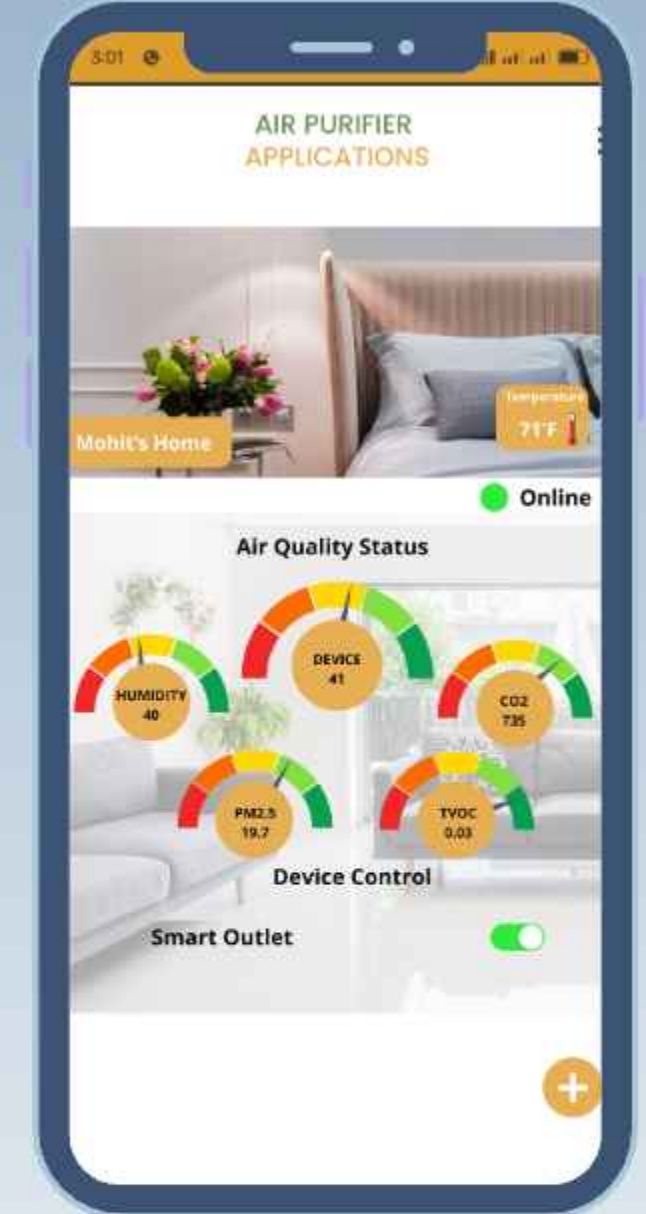 3:01
AIR PURIFIER
APPLICATIONS
Temperature
71°F
Mohit's Home
Online
Air Quality Status
DEVICE
41
HUMIDITY
40
CO2
735
PM2.5
19.7
TVOC
0.03
Device Control
Smart Outlet